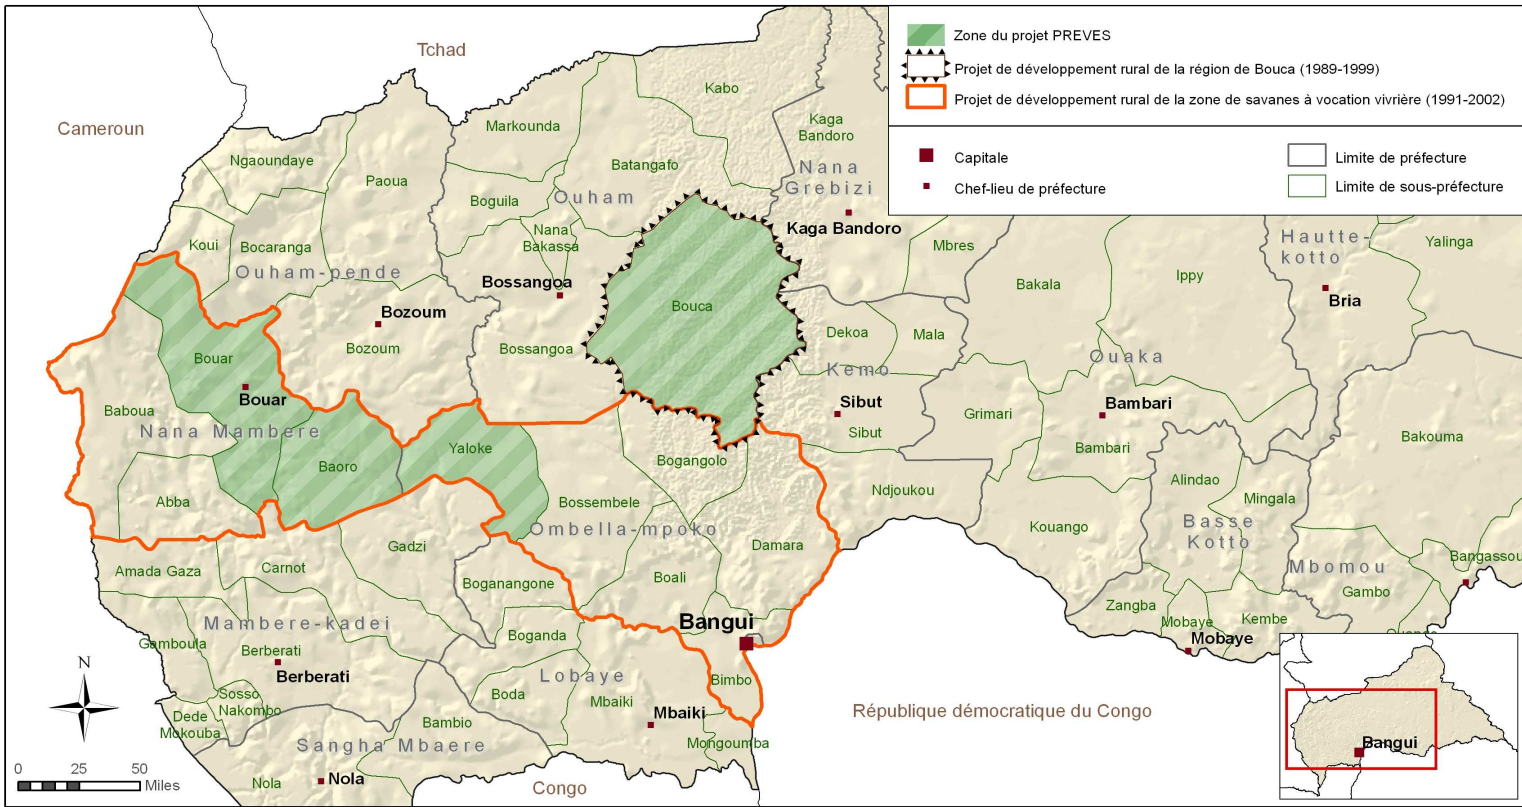 Zone du projet PREVES
Projet de développement rural de la région de Bouca (1989-1999)
Projet de développement rural de la zone de savanes à vocation vivrière (1991-2002)
Capitale
Chef-lieu de préfecture
Limite de préfecture
Limite de sous-préfecture
Tchad
Cameroun
Kabo
Markounda
Kaga
Bandoro
Ngaoundaye
Batangafo
Nana
Grebizi
Paoua
Boguila
Ouham
Nana
Bakassa
Kaga Bandoro
Mbres
Hautte-
kotto
Yalinga
Koui
Bocaranga
Ouham-pende
Bossangoa
Ippy
Bakala
Bria
Bouca
Bozoum
Bozoum
Bossangoa
Dekoa
Mala
Bouar
Ouaka
Kemo
Bouar
Baboua
Nana Mambere
Sibut
Sibut
Grimari
Bambari
Bambari
Bakouma
Yaloke
Baoro
Bogangolo
Abba
Bossembele
Ndjoukou
Alindao
Mingala
Ombella-mpoko
Kouango
Basse
Kotto
Gadzi
Damara
Bangassou
Amada Gaza
Carnot
Boganangone
Boali
Mbomou
Gambo
Zangba
Mobaye
Kembe
Mambere-kadei
Bangui
Boganda
Mobaye
Gamboula
Berberati
Berberati
Lobaye
Bimbo
Sosso
Nakombo
Boda
Mbaiki
Mbaiki
Dede
Mokouba
Bambio
République démocratique du Congo
Sangha Mbaere
Mongoumba
Bangui
Nola
Nola
Congo
N
0 25 50
Miles